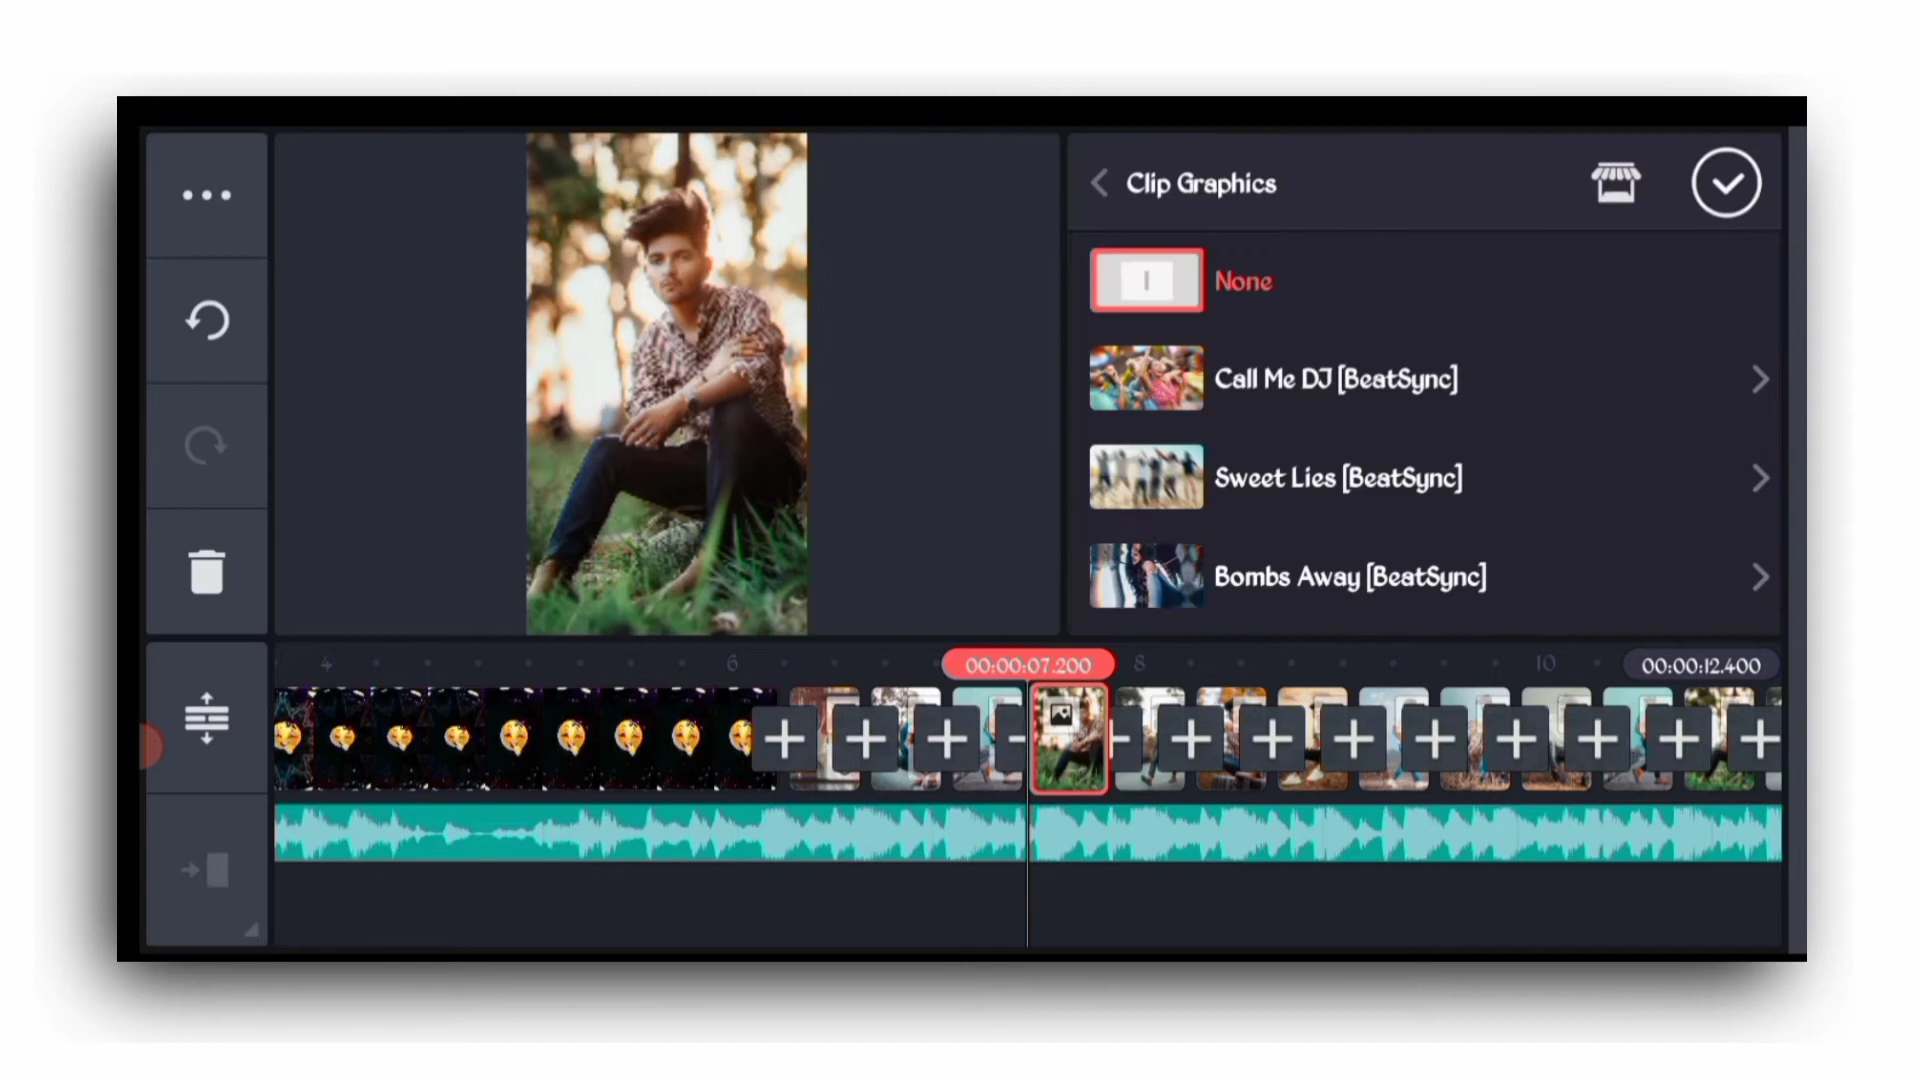 Clip Graphics
None
Call Me DJ [BeatSync]
Sweet Lies [BeatSync]
Bombs Away [BeatSync]
4
6
00:00:07.200
8
10
00:00:12.400